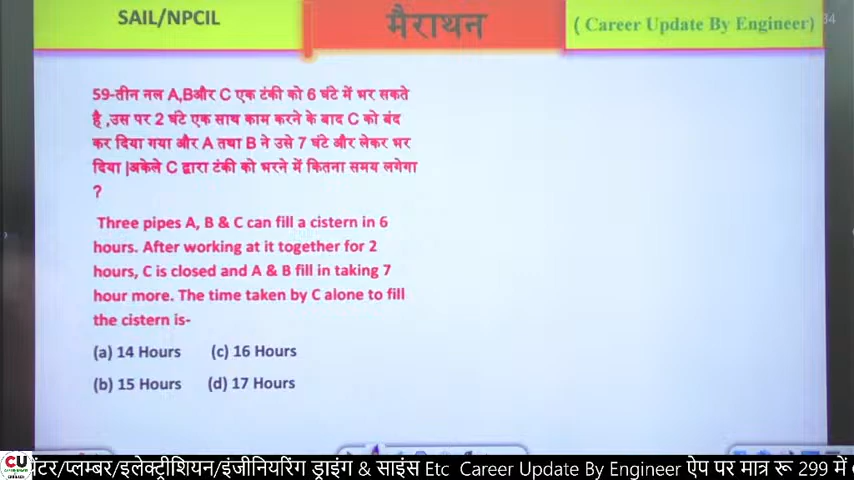 SAIL/NPCIL
मैराथन
( Career Update By Engineer)
34
59-तीन नल A,Bऔर C एक टंकी को 6 घंटे में भर सकते
है ,उस पर 2 घंटे एक साथ काम करने के बाद C को बंद
कर दिया गया और A तथा B ने उसे 7 घंटे और लेकर भर
दिया |अकेले C द्वारा टंकी को भरने में कितना समय लगेगा
?
Three pipes A, B & C can fill a cistern in 6
hours. After working at it together for 2
hours, C is closed and A & B fill in taking 7
hour more. The time taken by C alone to fill
the cistern is-
(a) 14 Hours (c) 16 Hours
(b) 15 Hours (d) 17 Hours
CU
टर/प्लम्बर/इलेक्ट्रीशियन/इंजीनियरिंग ड्राइंग & साइंस Etc Career Update By Engineer ऐप पर मात्र रू 299 में